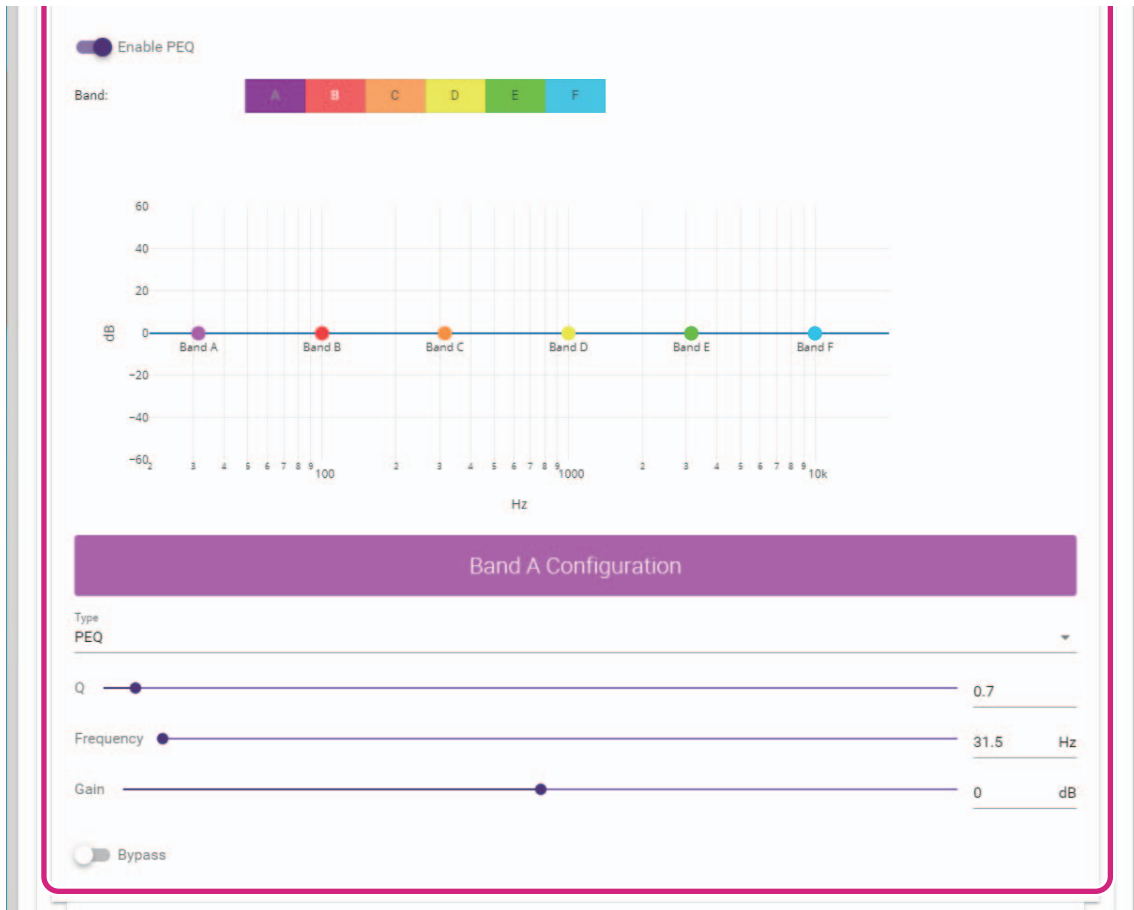 Enable PEQ
Band: A B C D E F
60
40
20
0
−20
−40
−60
dB
Band A Band B Band C Band D Band E Band F
2 3 4 5 6 7 8 9 100 2 3 4 5 6 7 8 9 1000 2 3 4 5 6 7 8 9 10k
Hz
Band A Configuration
Type
PEQ
Q 0.7
Frequency 31.5 Hz
Gain 0 dB
Bypass